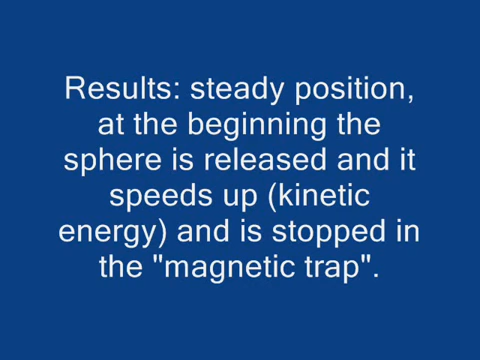 Results: steady position,
at the beginning the
sphere is released and it
speeds up (kinetic
energy) and is stopped in
the "magnetic trap".